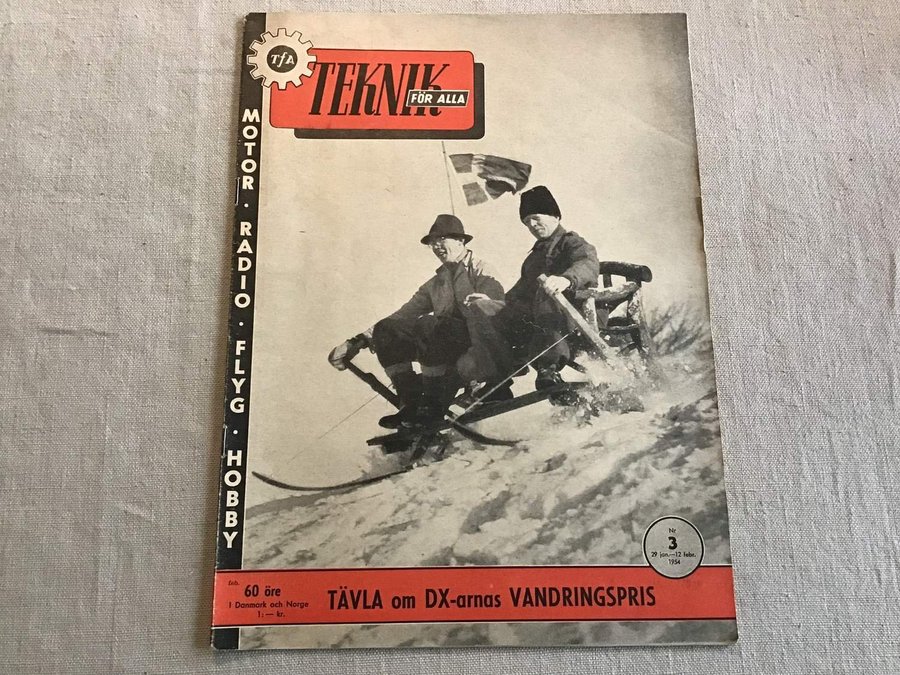 TfA
TEKNIK
FÖR ALLA
MOTOR · RADIO · FLYG · HOBBY
Nr
3
29 jan.—12 febr.
1954
60 öre
I Danmark och Norge
1:— kr.
TÄVLA om DX-arnas VANDRINGSPRIS